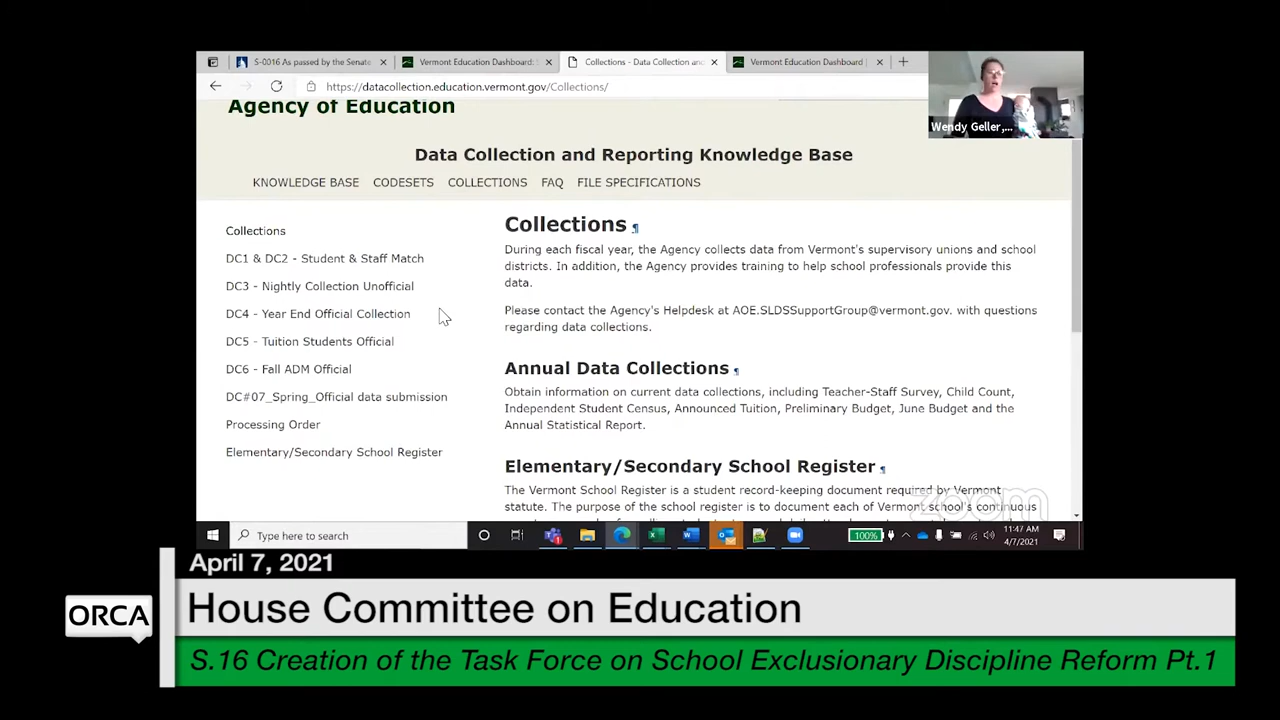 S-0016 As passed by the Senate
Vermont Education Dashboard:
Collections - Data Collection and
Vermont Education Dashboard
https://datacollection.education.vermont.gov/Collections/
Agency of Education
Wendy Geller,...
Data Collection and Reporting Knowledge Base
KNOWLEDGE BASE CODESETS COLLECTIONS FAQ FILE SPECIFICATIONS
Collections
DC1 & DC2 - Student & Staff Match
DC3 - Nightly Collection Unofficial
DC4 - Year End Official Collection
DC5 - Tuition Students Official
DC6 - Fall ADM Official
DC#07_Spring_Official data submission
Processing Order
Elementary/Secondary School Register
Collections ¶
During each fiscal year, the Agency collects data from Vermont's supervisory unions and school
districts. In addition, the Agency provides training to help school professionals provide this
data.
Please contact the Agency's Helpdesk at AOE.SLDSSupportGroup@vermont.gov. with questions
regarding data collections.
Annual Data Collections ¶
Obtain information on current data collections, including Teacher-Staff Survey, Child Count,
Independent Student Census, Announced Tuition, Preliminary Budget, June Budget and the
Annual Statistical Report.
Elementary/Secondary School Register ¶
The Vermont School Register is a student record-keeping document required by Vermont
statute. The purpose of the school register is to document each of Vermont school's continuous
zoom
Type here to search
100%
11:47 AM
4/7/2021
April 7, 2021
ORCA
House Committee on Education
S.16 Creation of the Task Force on School Exclusionary Discipline Reform Pt.1